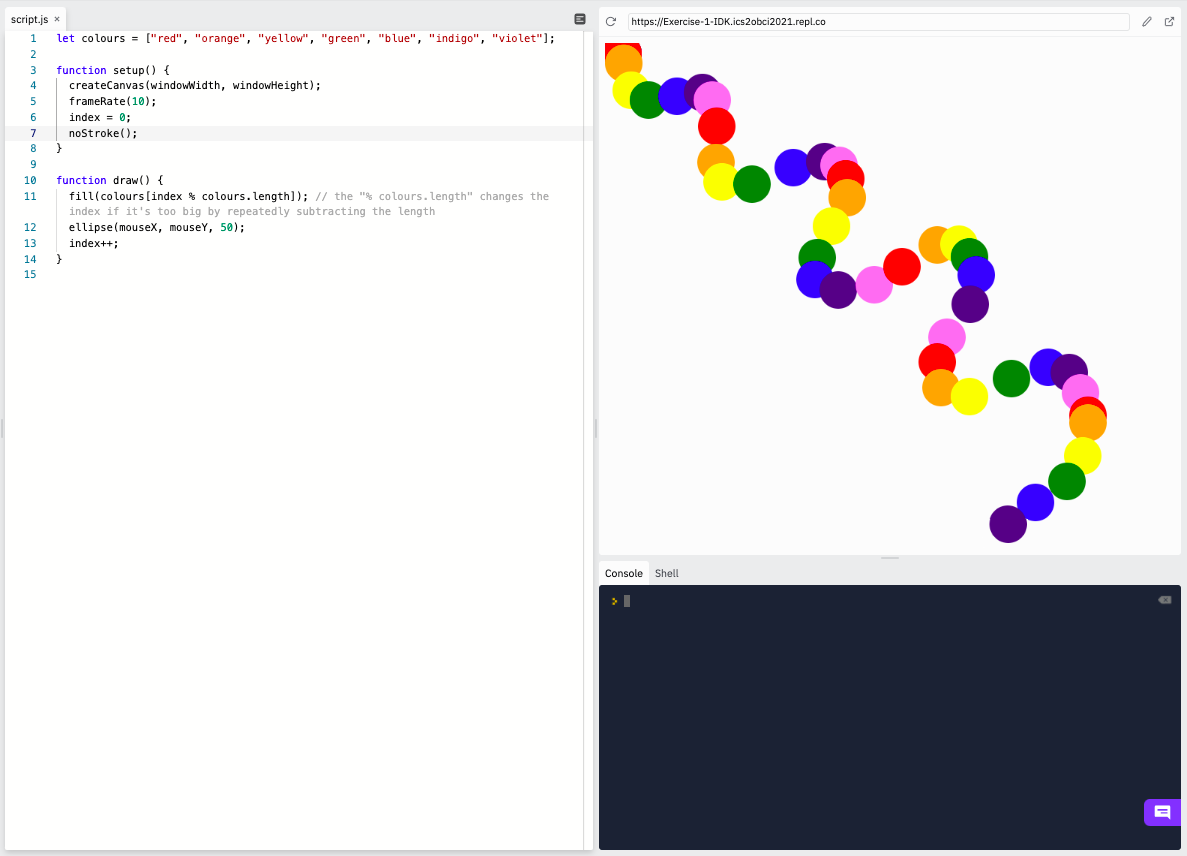 script.js ×
1 let colours = ["red", "orange", "yellow", "green", "blue", "indigo", "violet"];
2
3 function setup() {
4 createCanvas(windowWidth, windowHeight);
5 frameRate(10);
6 index = 0;
7 noStroke();
8 }
9
10 function draw() {
11 fill(colours[index % colours.length]); // the "% colours.length" changes the
index if it's too big by repeatedly subtracting the length
12 ellipse(mouseX, mouseY, 50);
13 index++;
14 }
15
https://Exercise-1-IDK.ics2obci2021.repl.co
Console Shell